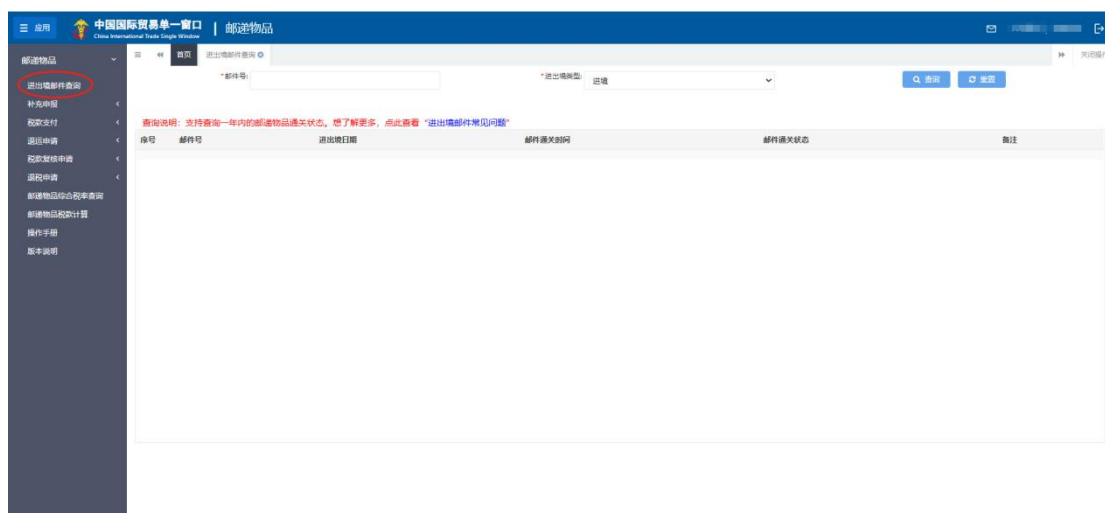 应用
中国国际贸易单一窗口 | 邮递物品
China International Trade Single Window
邮递物品
首页
进出境邮件查询
关闭操作
进出境邮件查询
补充申报
税款支付
退运申请
税款复核申请
退税申请
邮递物品综合税率查询
邮递物品税款计算
操作手册
版本说明
*邮件号:
*进出境类型:
进境
查询
重置
查询说明：支持查询一年内的邮递物品通关状态。想了解更多，点此查看“进出境邮件常见问题”
序号 邮件号 进出境日期 邮件通关时间 邮件通关状态 备注